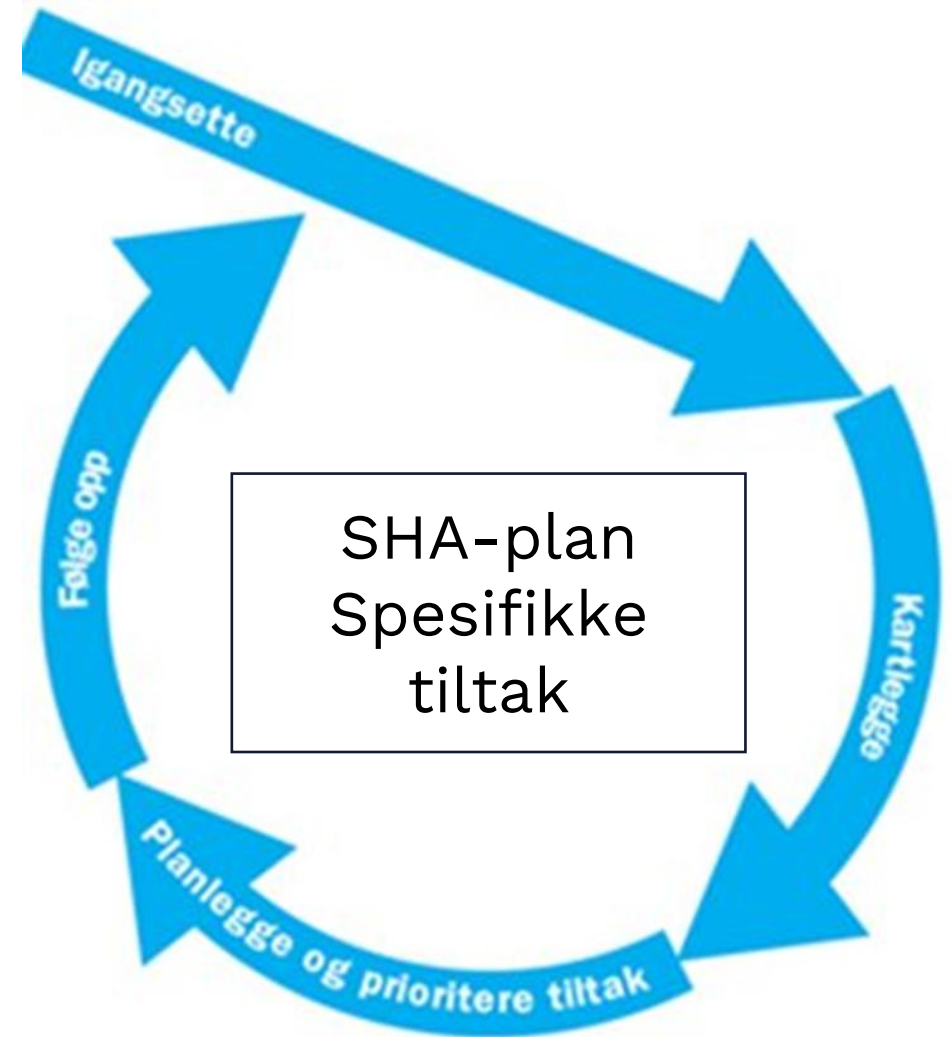 Igangsette
Kartlegge
Planlegge og prioritere tiltak
Følge opp
SHA-plan
Spesifikke
tiltak